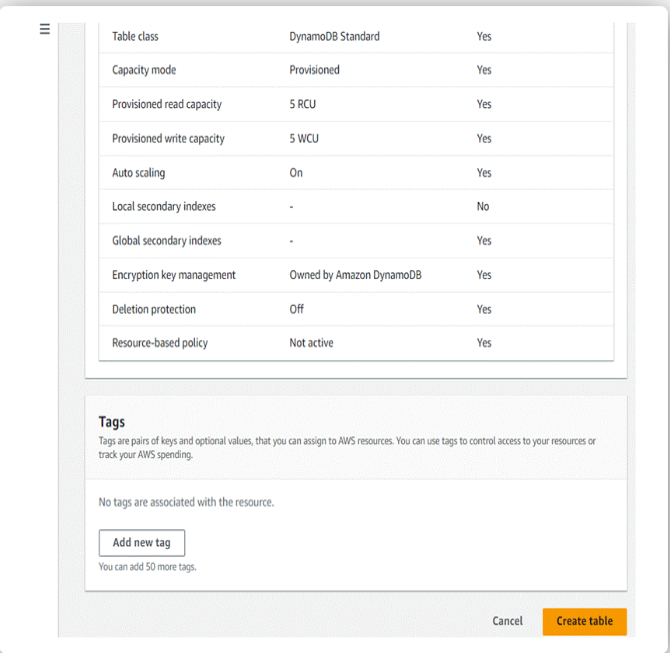 Table class DynamoDB Standard Yes
Capacity mode Provisioned Yes
Provisioned read capacity 5 RCU Yes
Provisioned write capacity 5 WCU Yes
Auto scaling On Yes
Local secondary indexes - No
Global secondary indexes - Yes
Encryption key management Owned by Amazon DynamoDB Yes
Deletion protection Off Yes
Resource-based policy Not active Yes
Tags
Tags are pairs of keys and optional values, that you can assign to AWS resources. You can use tags to control access to your resources or
track your AWS spending.
No tags are associated with the resource.
Add new tag
You can add 50 more tags.
Cancel Create table